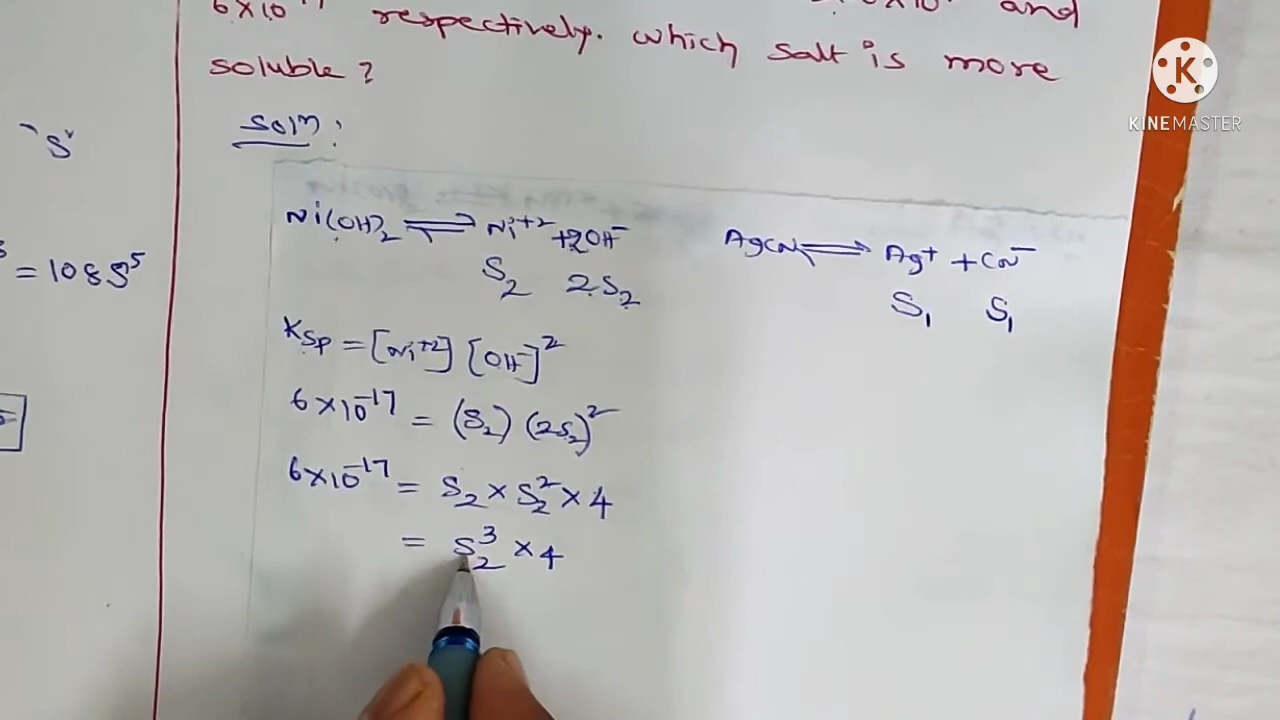 respectively. which salt is more
soluble?
Soln:
Ni(OH)₂ ⇌ Ni⁺² + 2OH⁻
S₂ 2S₂
Ksp = [Ni⁺²] [OH⁻]²
6×10⁻¹⁷ = (S₂) (2S₂)²
6×10⁻¹⁷ = S₂ × S₂² × 4
= S₂³ × 4
AgCN ⇌ Ag⁺ + CN⁻
S₁ S₁
= 108S⁵
K
KINEMASTER